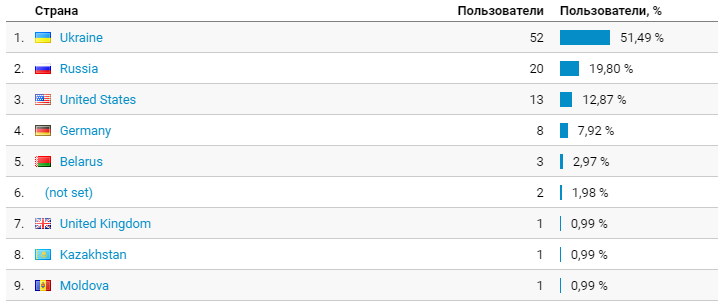 Страна Пользователи Пользователи, %
1. Ukraine 52 51,49 %
2. Russia 20 19,80 %
3. United States 13 12,87 %
4. Germany 8 7,92 %
5. Belarus 3 2,97 %
6. (not set) 2 1,98 %
7. United Kingdom 1 0,99 %
8. Kazakhstan 1 0,99 %
9. Moldova 1 0,99 %